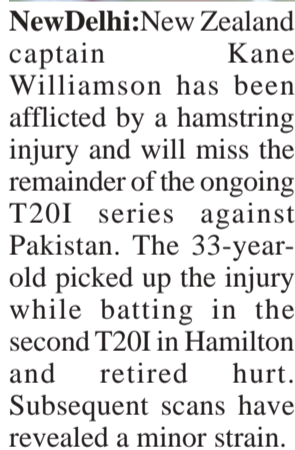 NewDelhi:New Zealand
captain Kane
Williamson has been
afflicted by a hamstring
injury and will miss the
remainder of the ongoing
T20I series against
Pakistan. The 33-year-
old picked up the injury
while batting in the
second T20I in Hamilton
and retired hurt.
Subsequent scans have
revealed a minor strain.